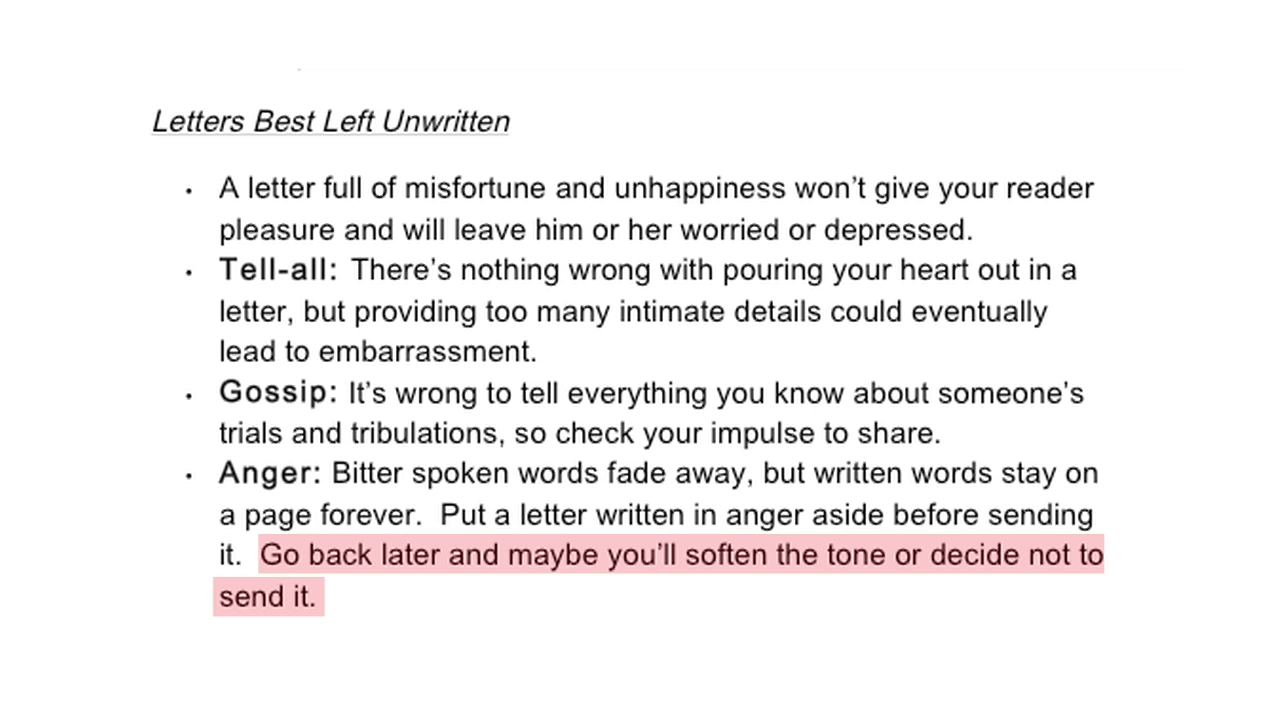 Letters Best Left Unwritten
• A letter full of misfortune and unhappiness won’t give your reader
pleasure and will leave him or her worried or depressed.
• Tell-all: There’s nothing wrong with pouring your heart out in a
letter, but providing too many intimate details could eventually
lead to embarrassment.
• Gossip: It’s wrong to tell everything you know about someone’s
trials and tribulations, so check your impulse to share.
• Anger: Bitter spoken words fade away, but written words stay on
a page forever.  Put a letter written in anger aside before sending
it.  Go back later and maybe you’ll soften the tone or decide not to
send it.